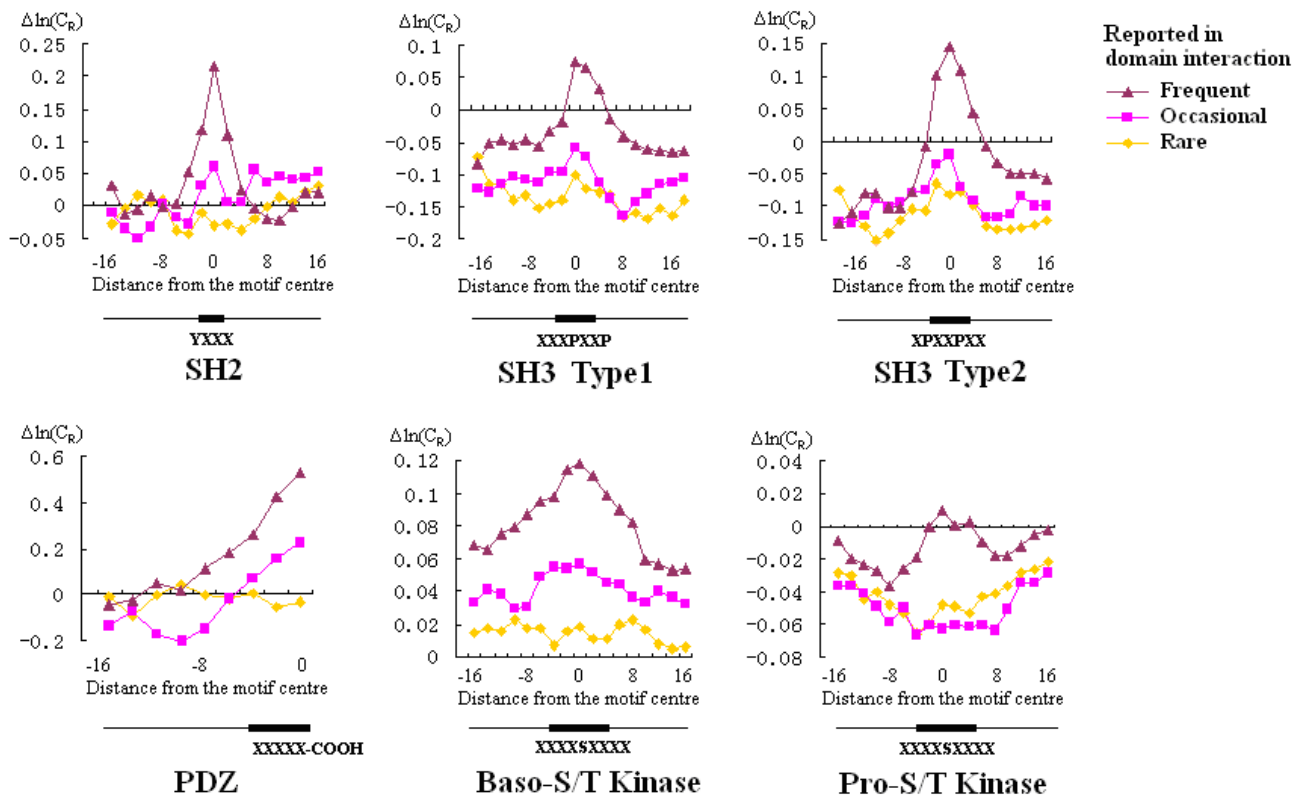 Δln(C_R)
0.25
0.2
0.15
0.1
0.05
0
-0.05
-16 -8 0 8 16
Distance from the motif centre
YXXX
SH2
Δln(C_R)
0.1
0.05
0
-0.05
-0.1
-0.15
-0.2
-16 -8 0 8 16
Distance from the motif centre
XXXPXXP
SH3 Type1
Δln(C_R)
0.15
0.1
0.05
0
-0.05
-0.1
-0.15
-16 -8 0 8 16
Distance from the motif centre
XPXXPXX
SH3 Type2
Reported in
domain interaction
Frequent
Occasional
Rare
Δln(C_R)
0.6
0.4
0.2
0
-0.2
-16 -8 0
Distance from the motif centre
XXXXX-COOH
PDZ
Δln(C_R)
0.12
0.1
0.08
0.06
0.04
0.02
0
-16 -8 0 8 16
Distance from the motif centre
XXXXSXXXX
Baso-S/T Kinase
Δln(C_R)
0.04
0.02
0
-0.02
-0.04
-0.06
-0.08
-16 -8 0 8 16
Distance from the motif centre
XXXXSXXXX
Pro-S/T Kinase